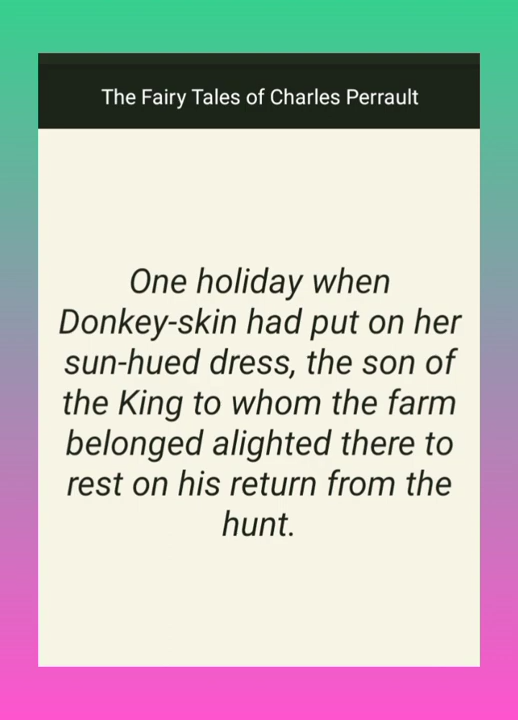 The Fairy Tales of Charles Perrault
One holiday when
Donkey-skin had put on her
sun-hued dress, the son of
the King to whom the farm
belonged alighted there to
rest on his return from the
hunt.